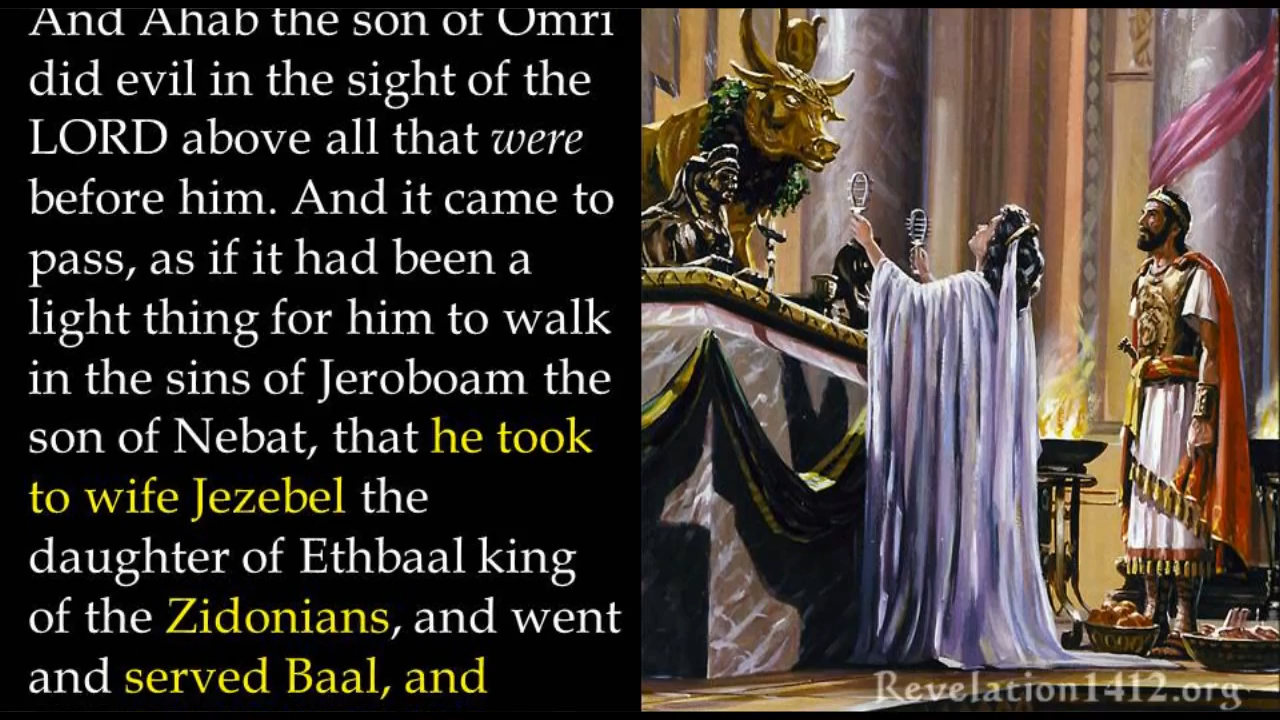 And Ahab the son of Omri
did evil in the sight of the
LORD above all that were
before him. And it came to
pass, as if it had been a
light thing for him to walk
in the sins of Jeroboam the
son of Nebat, that he took
to wife Jezebel the
daughter of Ethbaal king
of the Zidonians, and went
and served Baal, and
Revelation1412.org